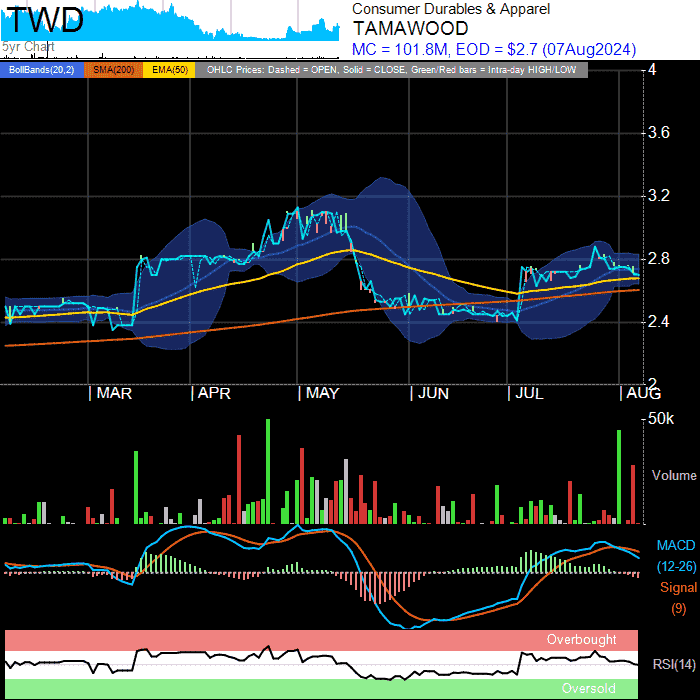 TWD
5yr Chart
Consumer Durables & Apparel
TAMAWOOD
MC = 101.8M, EOD = $2.7 (07Aug2024)
BollBands(20,2) SMA(200) EMA(50) OHLC Prices: Dashed = OPEN, Solid = CLOSE, Green/Red bars = Intra-day HIGH/LOW
4
3.6
3.2
2.8
2.4
2
MAR APR MAY JUN JUL AUG
50k
Volume
MACD
(12-26)
Signal
(9)
Overbought
RSI(14)
Oversold